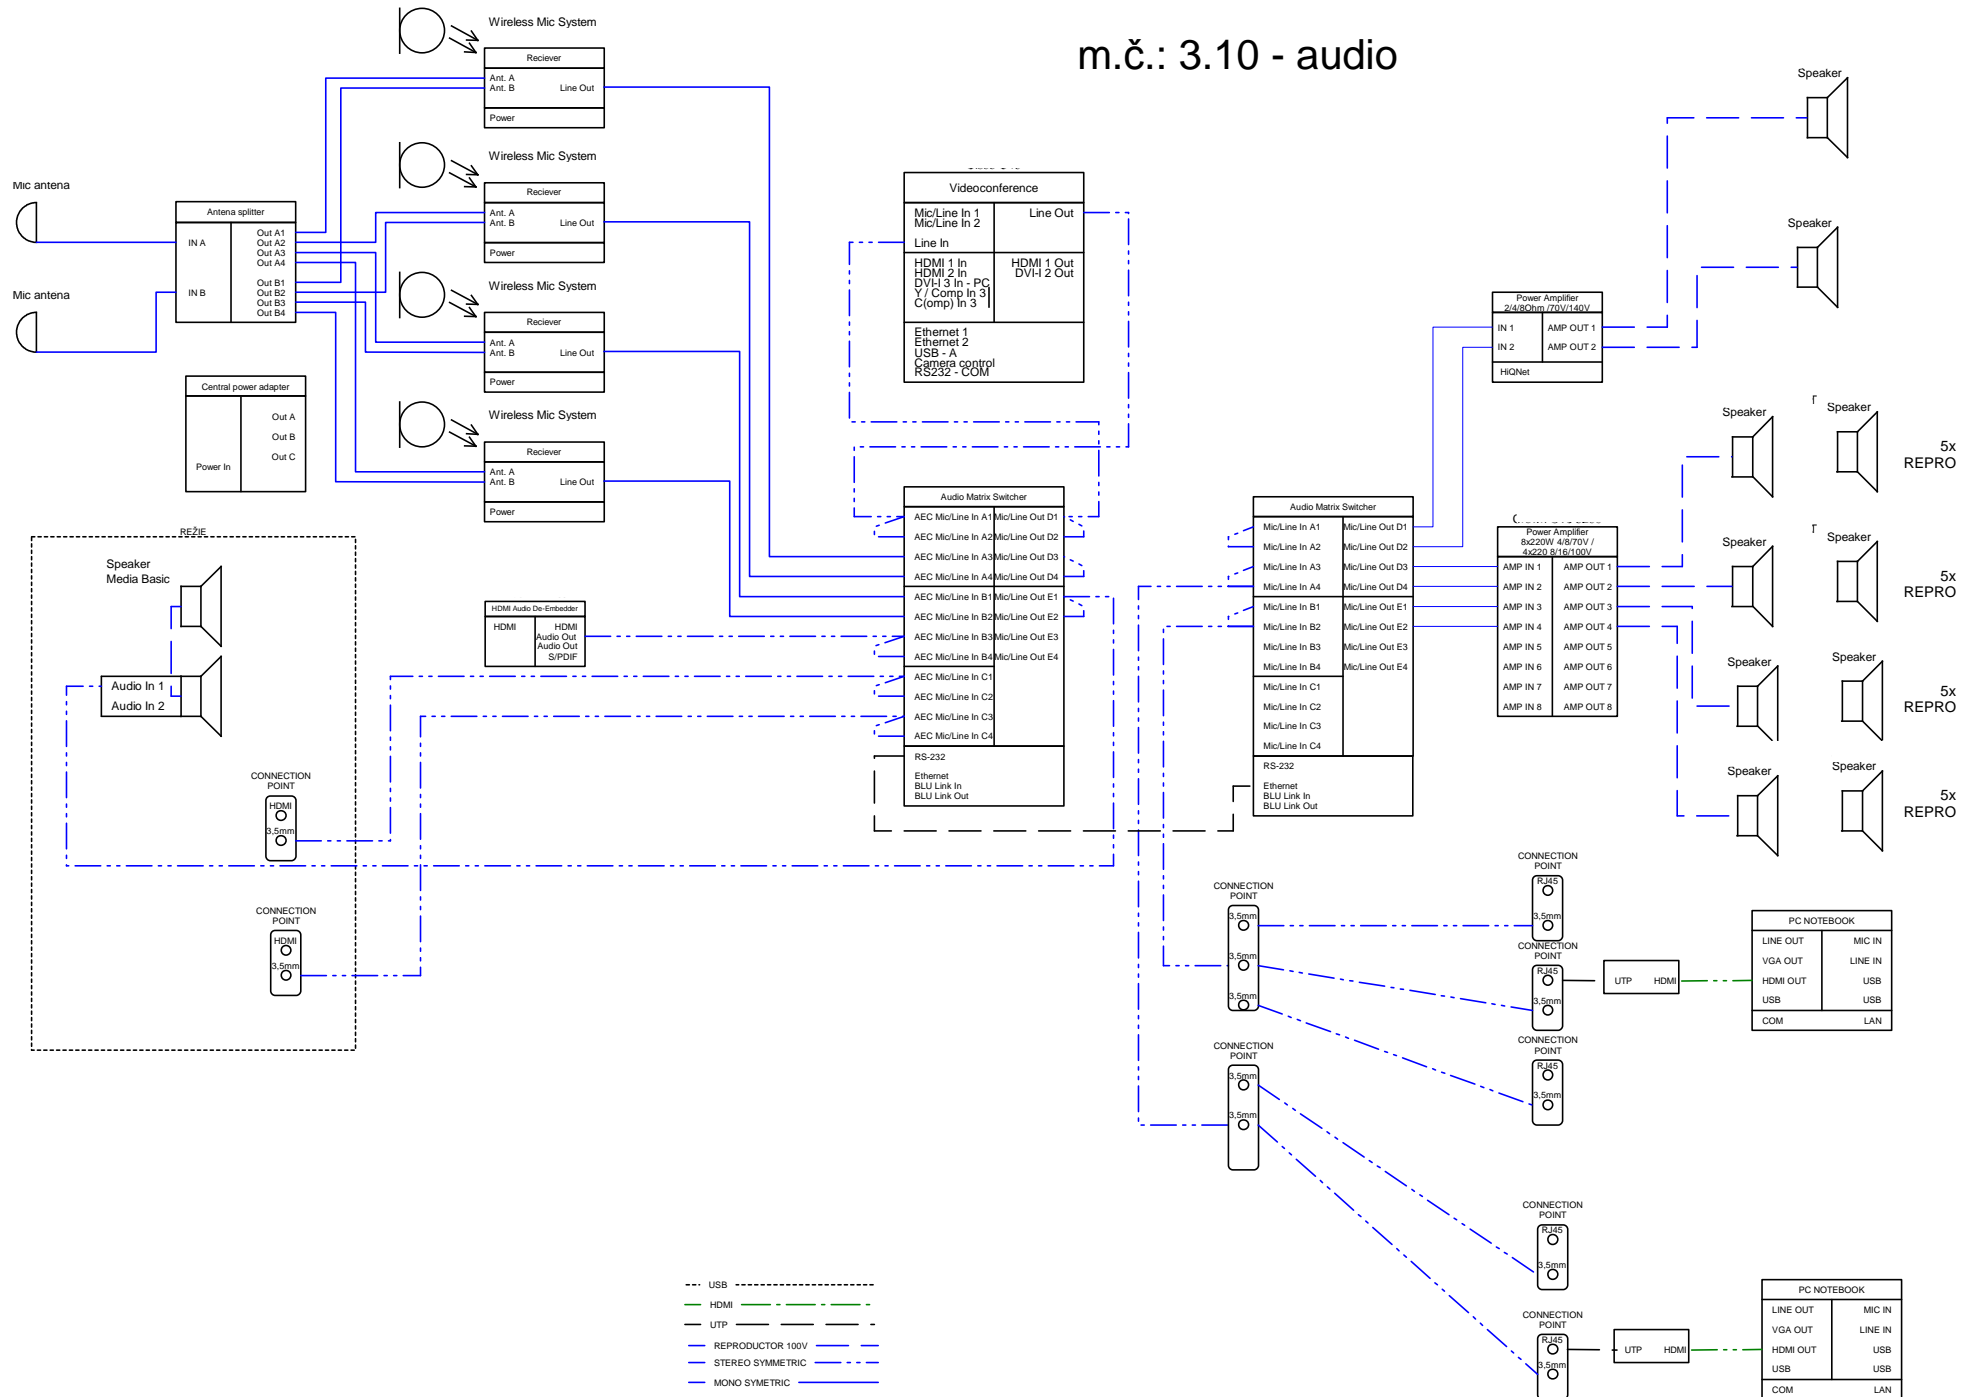 m.č.: 3.10 - audio
Wireless Mic System
Reciever
Ant. A
Ant. B
Line Out
Power
Wireless Mic System
Reciever
Ant. A
Ant. B
Line Out
Power
Wireless Mic System
Reciever
Ant. A
Ant. B
Line Out
Power
Wireless Mic System
Reciever
Ant. A
Ant. B
Line Out
Power
Mic antena
Mic antena
Antena splitter
IN A
IN B
Out A1
Out A2
Out A3
Out A4
Out B1
Out B2
Out B3
Out B4
Central power adapter
Out A
Out B
Out C
Power In
REŽIE
Speaker
Media Basic
Audio In 1
Audio In 2
CONNECTION
POINT
HDMI
3,5mm
CONNECTION
POINT
HDMI
3,5mm
HDMI Audio De-Embedder
HDMI
HDMI
Audio Out
Audio Out
S/PDIF
Videoconference
Mic/Line In 1
Mic/Line In 2
Line In
Line Out
HDMI 1 In
HDMI 2 In
DVI-I 3 In - PC
Y / Comp In 3
C(omp) In 3
HDMI 1 Out
DVI-I 2 Out
Ethernet 1
Ethernet 2
USB - A
Camera control
RS232 - COM
Audio Matrix Switcher
AEC Mic/Line In A1
AEC Mic/Line In A2
AEC Mic/Line In A3
AEC Mic/Line In A4
AEC Mic/Line In B1
AEC Mic/Line In B2
AEC Mic/Line In B3
AEC Mic/Line In B4
AEC Mic/Line In C1
AEC Mic/Line In C2
AEC Mic/Line In C3
AEC Mic/Line In C4
Mic/Line Out D1
Mic/Line Out D2
Mic/Line Out D3
Mic/Line Out D4
Mic/Line Out E1
Mic/Line Out E2
Mic/Line Out E3
Mic/Line Out E4
RS-232
Ethernet
BLU Link In
BLU Link Out
Audio Matrix Switcher
Mic/Line In A1
Mic/Line In A2
Mic/Line In A3
Mic/Line In A4
Mic/Line In B1
Mic/Line In B2
Mic/Line In B3
Mic/Line In B4
Mic/Line In C1
Mic/Line In C2
Mic/Line In C3
Mic/Line In C4
Mic/Line Out D1
Mic/Line Out D2
Mic/Line Out D3
Mic/Line Out D4
Mic/Line Out E1
Mic/Line Out E2
Mic/Line Out E3
Mic/Line Out E4
RS-232
Ethernet
BLU Link In
BLU Link Out
Power Amplifier
2/4/8Ohm /70V/140V
IN 1
IN 2
AMP OUT 1
AMP OUT 2
HiQNet
Power Amplifier
8x220W 4/8/70V /
4x220 8/16/100V
AMP IN 1
AMP IN 2
AMP IN 3
AMP IN 4
AMP IN 5
AMP IN 6
AMP IN 7
AMP IN 8
AMP OUT 1
AMP OUT 2
AMP OUT 3
AMP OUT 4
AMP OUT 5
AMP OUT 6
AMP OUT 7
AMP OUT 8
Speaker
Speaker
Speaker
Speaker
5x
REPRO
Speaker
Speaker
5x
REPRO
Speaker
Speaker
5x
REPRO
Speaker
Speaker
5x
REPRO
CONNECTION
POINT
3,5mm
3,5mm
3,5mm
CONNECTION
POINT
3,5mm
3,5mm
CONNECTION
POINT
RJ45
3,5mm
CONNECTION
POINT
RJ45
3,5mm
CONNECTION
POINT
RJ45
3,5mm
UTP
HDMI
PC NOTEBOOK
LINE OUT
VGA OUT
HDMI OUT
USB
MIC IN
LINE IN
USB
USB
COM
LAN
CONNECTION
POINT
RJ45
3,5mm
CONNECTION
POINT
RJ45
3,5mm
UTP
HDMI
PC NOTEBOOK
LINE OUT
VGA OUT
HDMI OUT
USB
MIC IN
LINE IN
USB
USB
COM
LAN
USB
HDMI
UTP
REPRODUCTOR 100V
STEREO SYMMETRIC
MONO SYMETRIC